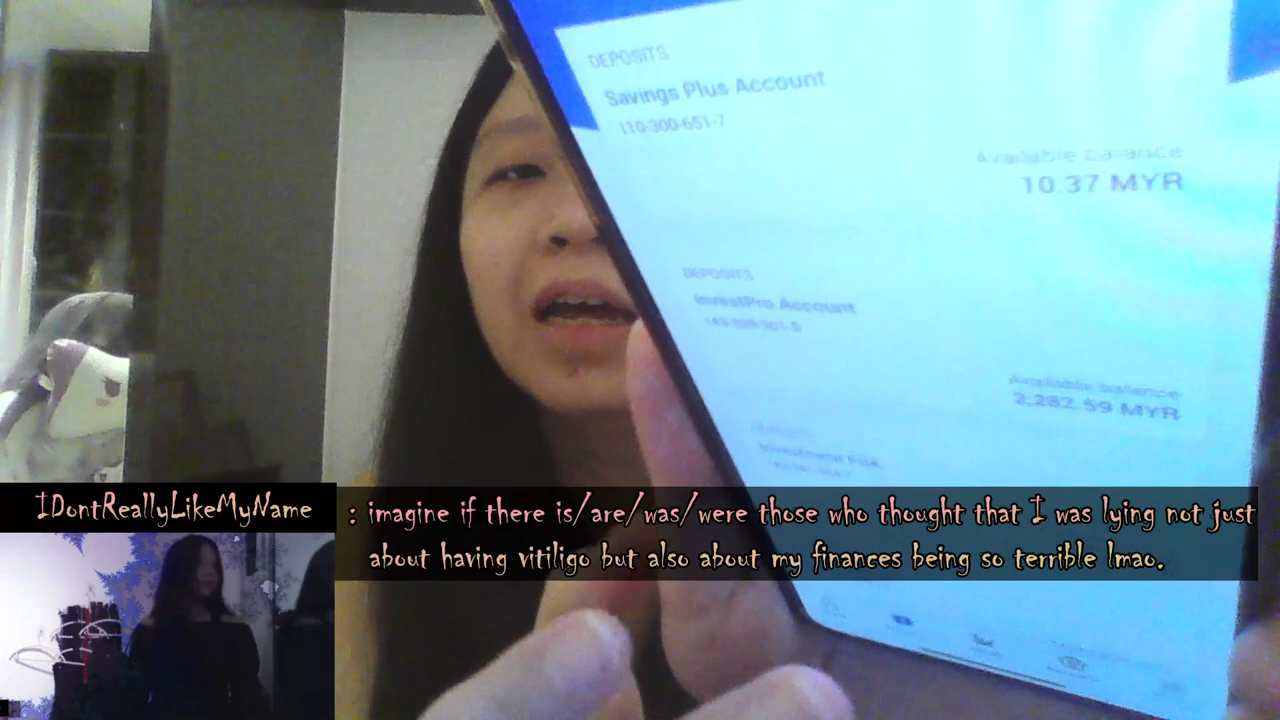 DEPOSITS
Savings Plus Account
110-300-651-7
Available balance
10.37 MYR
DEPOSITS
InvestPro Account
Available balance
2,282.59 MYR
IDontReallyLikeMyName : imagine if there is/are/was/were those who thought that I was lying not just
about having vitiligo but also about my finances being so terrible lmao.